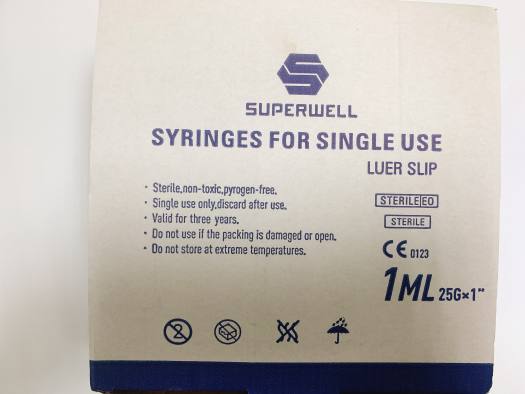 SUPERWELL
SYRINGES FOR SINGLE USE
LUER SLIP
· Sterile,non-toxic,pyrogen-free.
· Single use only,discard after use.
· Valid for three years.
· Do not use if the packing is damaged or open.
· Do not store at extreme temperatures.
STERILE EO
STERILE
CE 0123
1ML 25G×1"
2